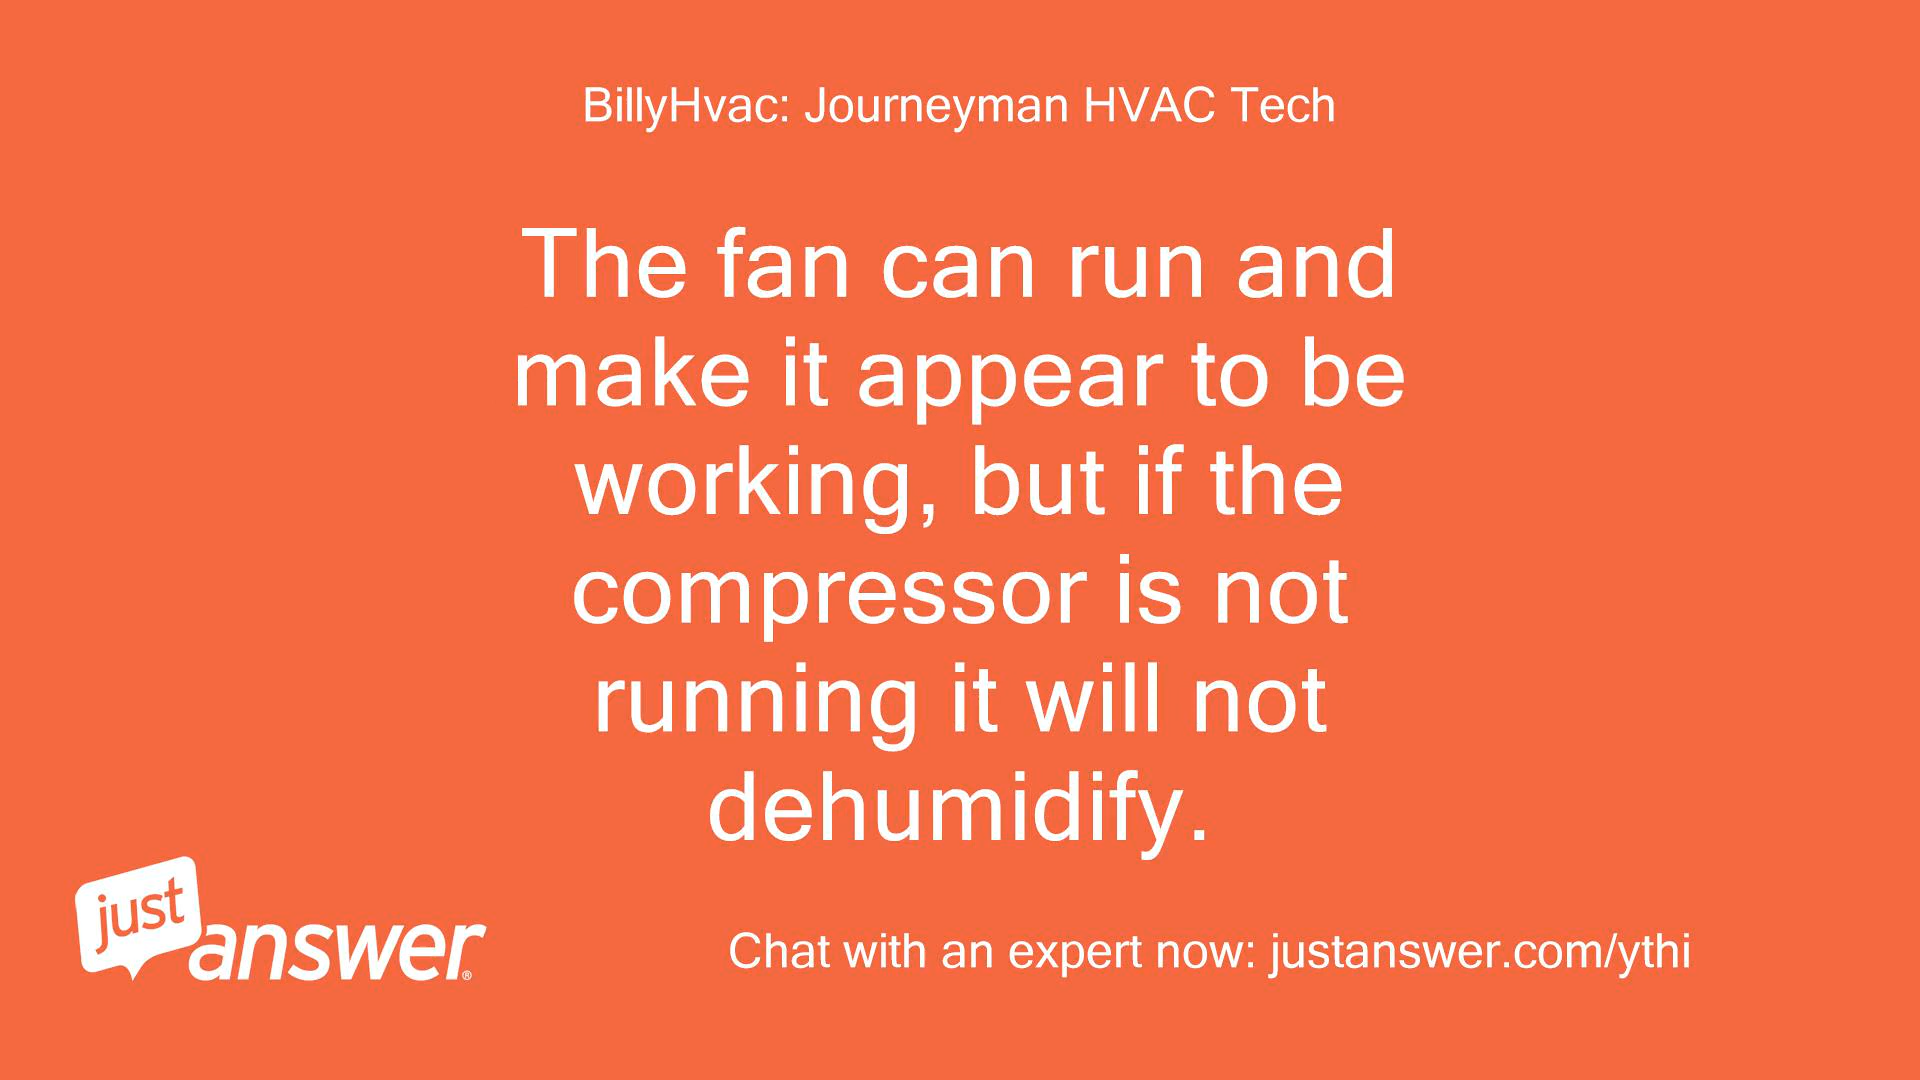 BillyHvac: Journeyman HVAC Tech
The fan can run and
make it appear to be
working, but if the
compressor is not
running it will not
dehumidify.
just
answer®
Chat with an expert now: justanswer.com/ythi